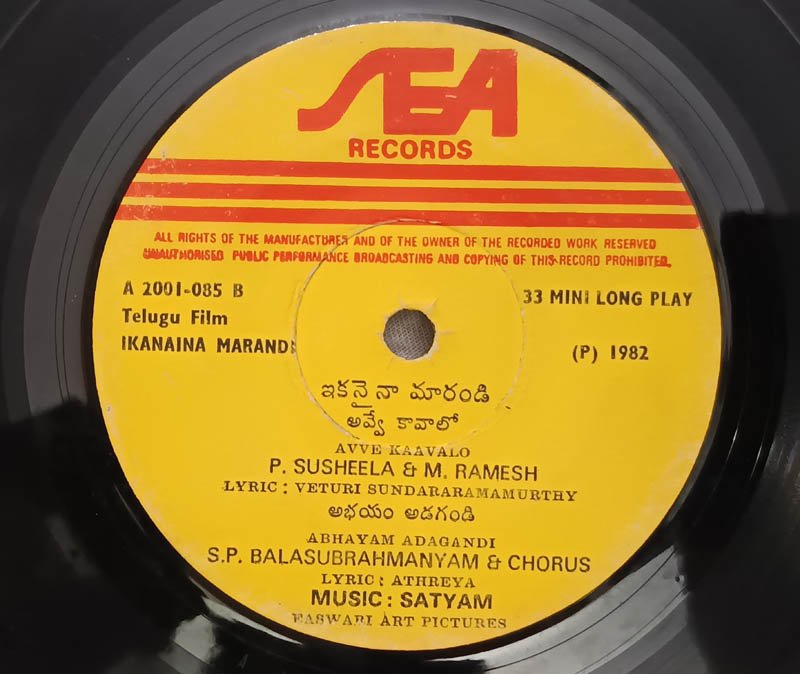 SEA
RECORDS
ALL RIGHTS OF THE MANUFACTURER AND OF THE OWNER OF THE RECORDED WORK RESERVED
UNAUTHORISED PUBLIC PERFORMANCE BROADCASTING AND COPYING OF THIS RECORD PROHIBITED.
A 2001-085 B
33 MINI LONG PLAY
Telugu Film
IKANAINA MARANDI
(P) 1982
ఇకనై నా మారండి
అవ్వే కావాలో
AVVE KAAVALO
P. SUSHEELA & M. RAMESH
LYRIC : VETURI SUNDARARAMAMURTHY
అభయం అడగండి
ABHAYAM ADAGANDI
S.P. BALASUBRAHMANYAM & CHORUS
LYRIC : ATHREYA
MUSIC : SATYAM
EASWARI ART PICTURES